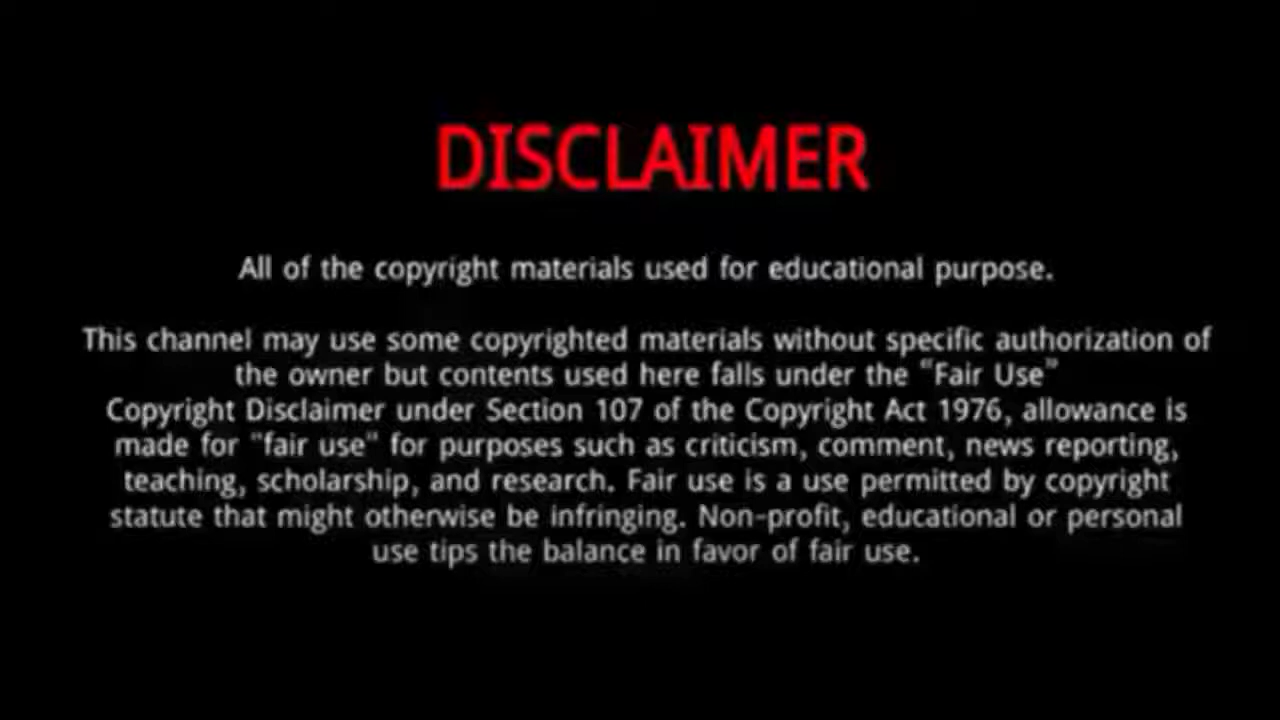 DISCLAIMER
All of the copyright materials used for educational purpose.
This channel may use some copyrighted materials without specific authorization of
the owner but contents used here falls under the “Fair Use”
Copyright Disclaimer under Section 107 of the Copyright Act 1976, allowance is
made for "fair use" for purposes such as criticism, comment, news reporting,
teaching, scholarship, and research. Fair use is a use permitted by copyright
statute that might otherwise be infringing. Non-profit, educational or personal
use tips the balance in favor of fair use.